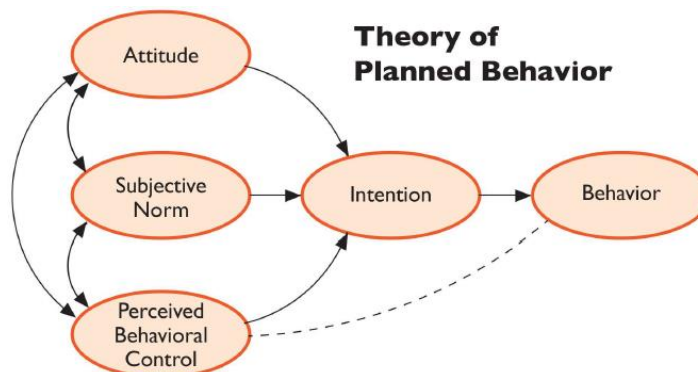 Theory of
Planned Behavior
Attitude
Subjective
Norm
Intention
Behavior
Perceived
Behavioral
Control